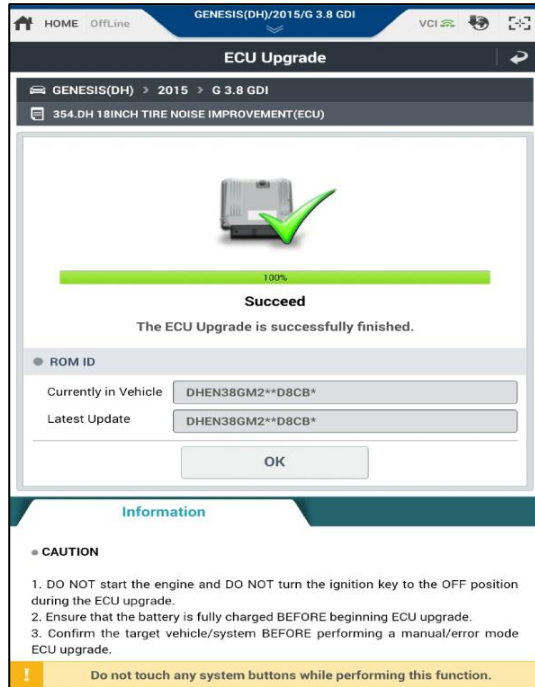 HOME OffLine
GENESIS(DH)/2015/G 3.8 GDI
VCI
ECU Upgrade
GENESIS(DH) > 2015 > G 3.8 GDI
354.DH 18INCH TIRE NOISE IMPROVEMENT(ECU)
100%
Succeed
The ECU Upgrade is successfully finished.
ROM ID
Currently in Vehicle DHEN38GM2**D8CB*
Latest Update DHEN38GM2**D8CB*
OK
Information
CAUTION
1. DO NOT start the engine and DO NOT turn the ignition key to the OFF position
during the ECU upgrade.
2. Ensure that the battery is fully charged BEFORE beginning ECU upgrade.
3. Confirm the target vehicle/system BEFORE performing a manual/error mode
ECU upgrade.
! Do not touch any system buttons while performing this function.